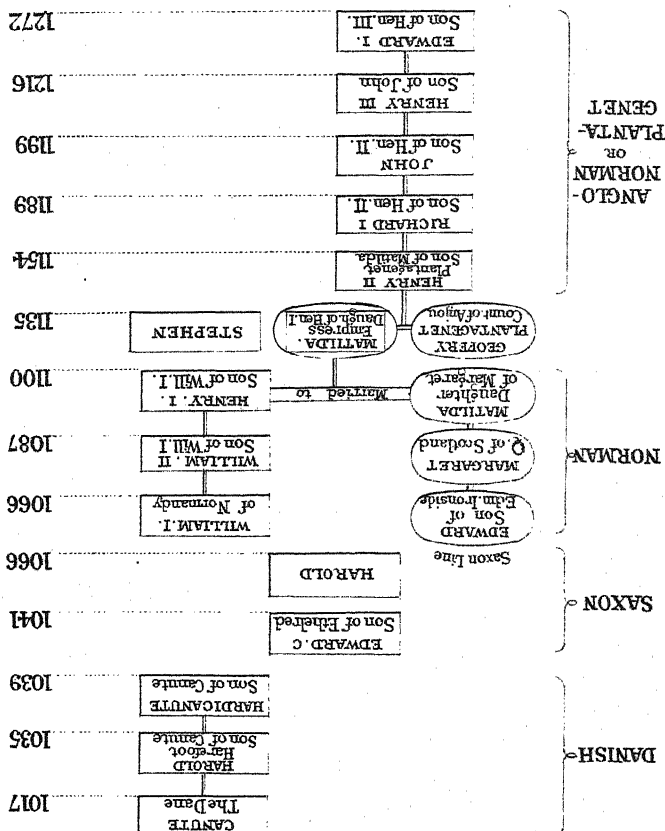 CANUTE
The Dane
1017
DANISH
HAROLD
Harefoot
Son of Canute
1035
HARDICANUTE
Son of Canute
1039
SAXON
EDWARD. C
Son of Ethelred
1041
HAROLD
1066
Saxon Line
NORMAN
EDWARD
Son of
Edm. Ironside
WILLIAM. I.
of Normandy
1066
MARGARET
Q. of Scotland
WILLIAM. II
Son of Will. I
1087
MATILDA
Daughter
of Margaret
Married to
HENRY. I.
Son of Will. I
1100
GEOFFRY
PLANTAGENET
Count of Anjou
MATILDA.
Empress
Daugh. of Hen. I
STEPHEN
1135
ANGLO-
NORMAN
OR
PLANTA-
GENET
HENRY II
Plantagenet,
Son of Matilda
1154
RICHARD I
Son of Hen. II.
1189
JOHN
Son of Hen. II.
1199
HENRY III
Son of John
1216
EDWARD I.
Son of Hen. III.
1272